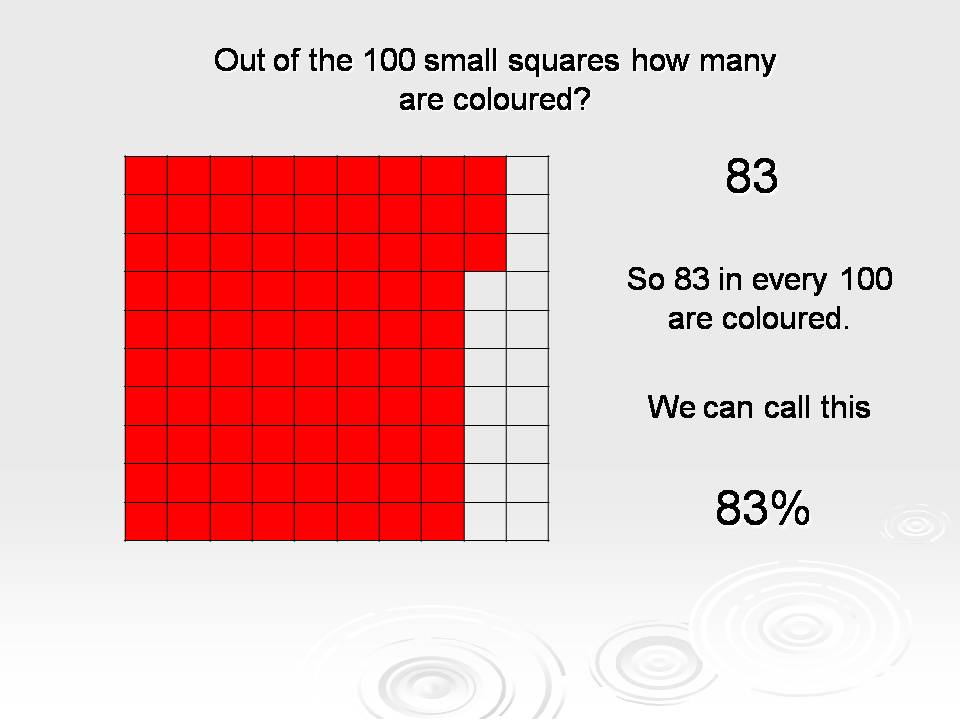 Out of the 100 small squares how many
are coloured?
83
So 83 in every 100
are coloured.
We can call this
83%